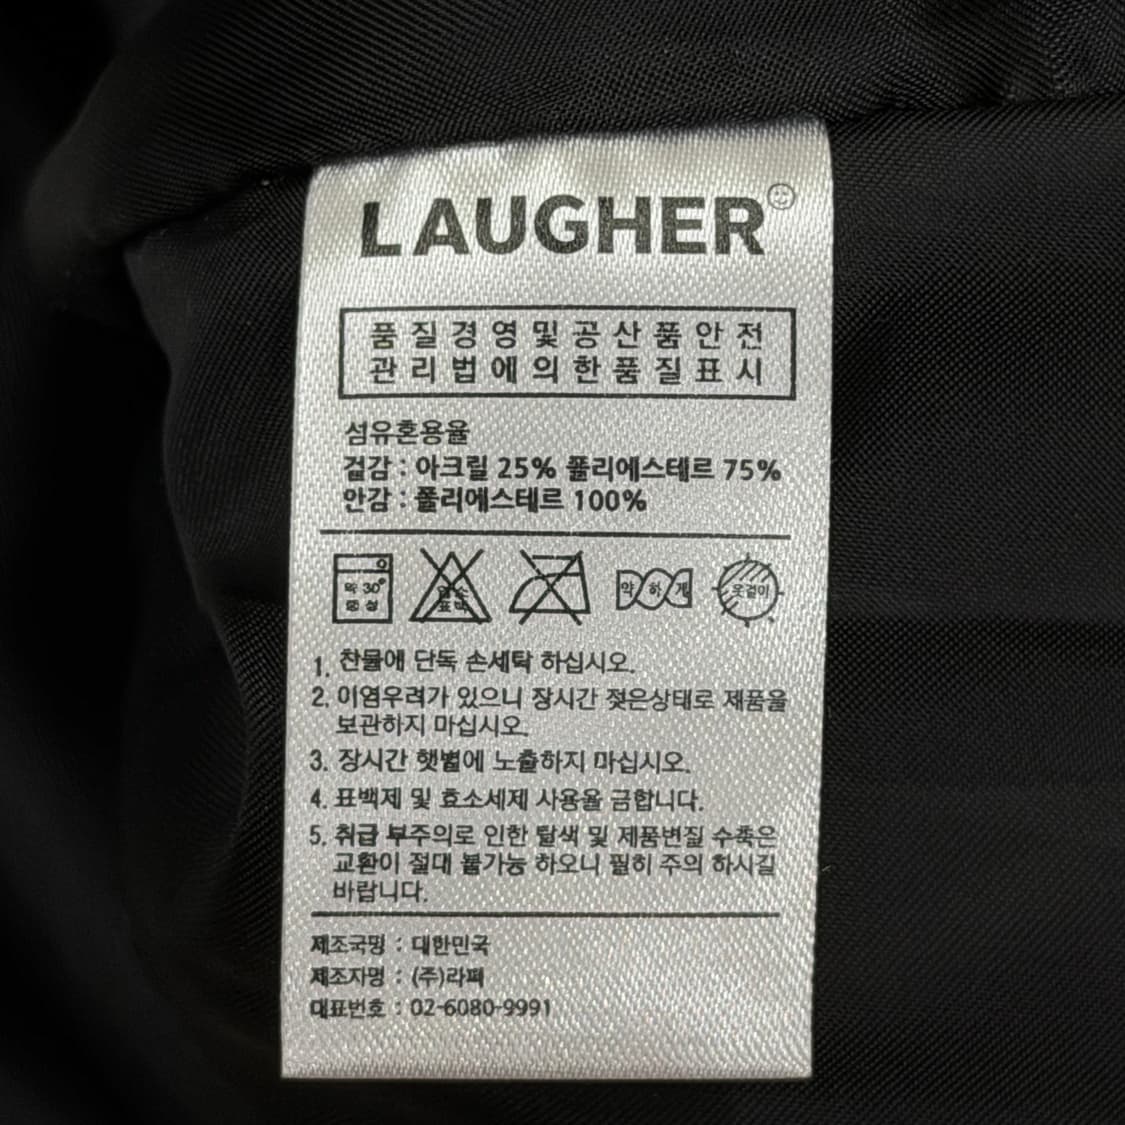 LAUGHER
품질경영및공산품안전
관리법에의한품질표시
섬유혼용율
겉감 : 아크릴 25% 폴리에스테르 75%
안감 : 폴리에스테르 100%
약 30°
중성
염소
표백
약하게
옷걸이
1. 찬물에 단독 손세탁 하십시오.
2. 이염우려가 있으니 장시간 젖은상태로 제품을
보관하지 마십시오.
3. 장시간 햇볕에 노출하지 마십시오.
4. 표백제 및 효소세제 사용을 금합니다.
5. 취급 부주의로 인한 탈색 및 제품변질 수축은
교환이 절대 불가능 하오니 필히 주의 하시길
바랍니다.
제조국명 : 대한민국
제조자명 : (주)라페
대표번호 : 02-6080-9991